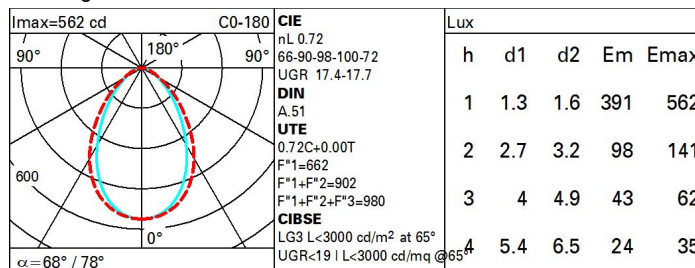 Imax=562 cd C0-180
90° 180° 90°
600
0°
α=68° / 78°
CIE
nL 0.72
66-90-98-100-72
UGR 17.4-17.7
DIN
A.51
UTE
0.72C+0.00T
F"1=662
F"1+F"2=902
F"1+F"2+F"3=980
CIBSE
LG3 L<3000 cd/m² at 65°
UGR<19 | L<3000 cd/mq @65°
Lux
h d1 d2 Em Emax
1 1.3 1.6 391 562
2 2.7 3.2 98 141
3 4 4.9 43 62
4 5.4 6.5 24 35